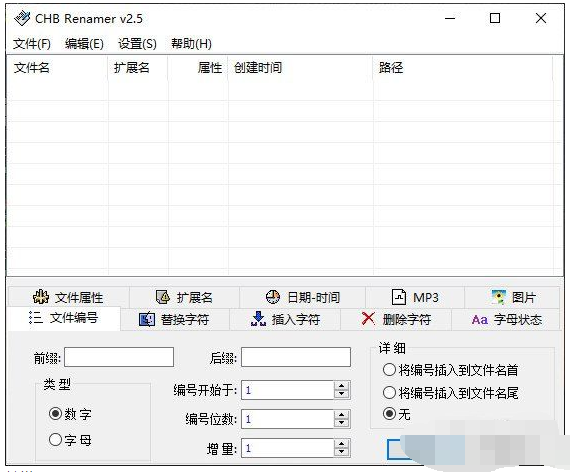 CHB Renamer v2.5
文件(F) 编辑(E) 设置(S) 帮助(H)
文件名 扩展名 属性 创建时间 路径
文件属性 扩展名 日期-时间 MP3 图片
文件编号 替换字符 插入字符 删除字符 Aa 字母状态
前缀: 后缀:
类型
数字
字母
编号开始于: 1
编号位数: 1
增量: 1
详细
将编号插入到文件名首
将编号插入到文件名尾
无